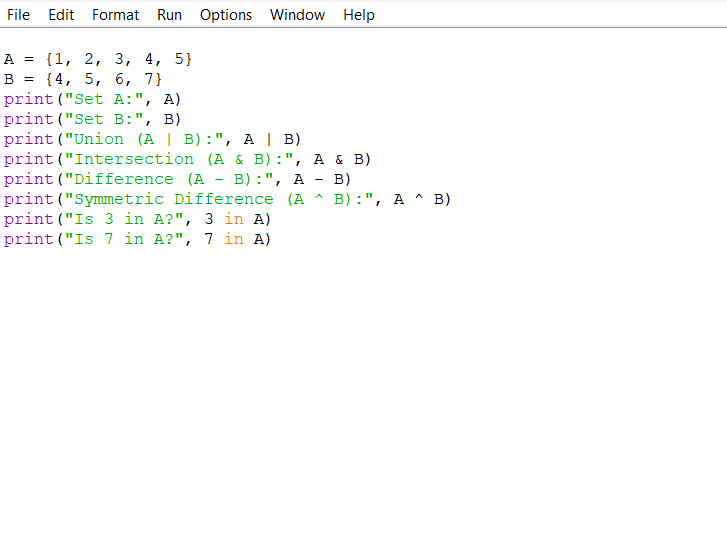 File Edit Format Run Options Window Help
A = {1, 2, 3, 4, 5}
B = {4, 5, 6, 7}
print("Set A:", A)
print("Set B:", B)
print("Union (A | B):", A | B)
print("Intersection (A & B):", A & B)
print("Difference (A - B):", A - B)
print("Symmetric Difference (A ^ B):", A ^ B)
print("Is 3 in A?", 3 in A)
print("Is 7 in A?", 7 in A)